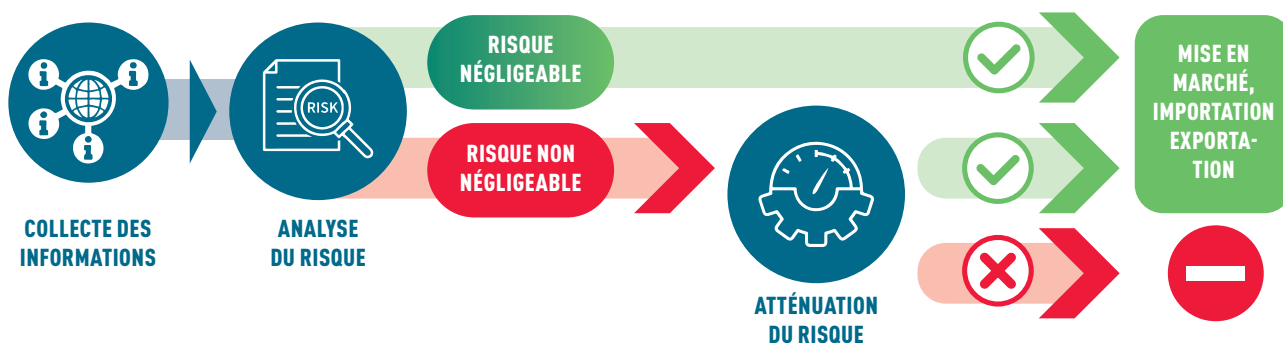 COLLECTE DES
INFORMATIONS
RISK
ANALYSE
DU RISQUE
RISQUE
NÉGLIGEABLE
RISQUE NON
NÉGLIGEABLE
ATTÉNUATION
DU RISQUE
MISE EN
MARCHÉ,
IMPORTATION
EXPORTA-
TION